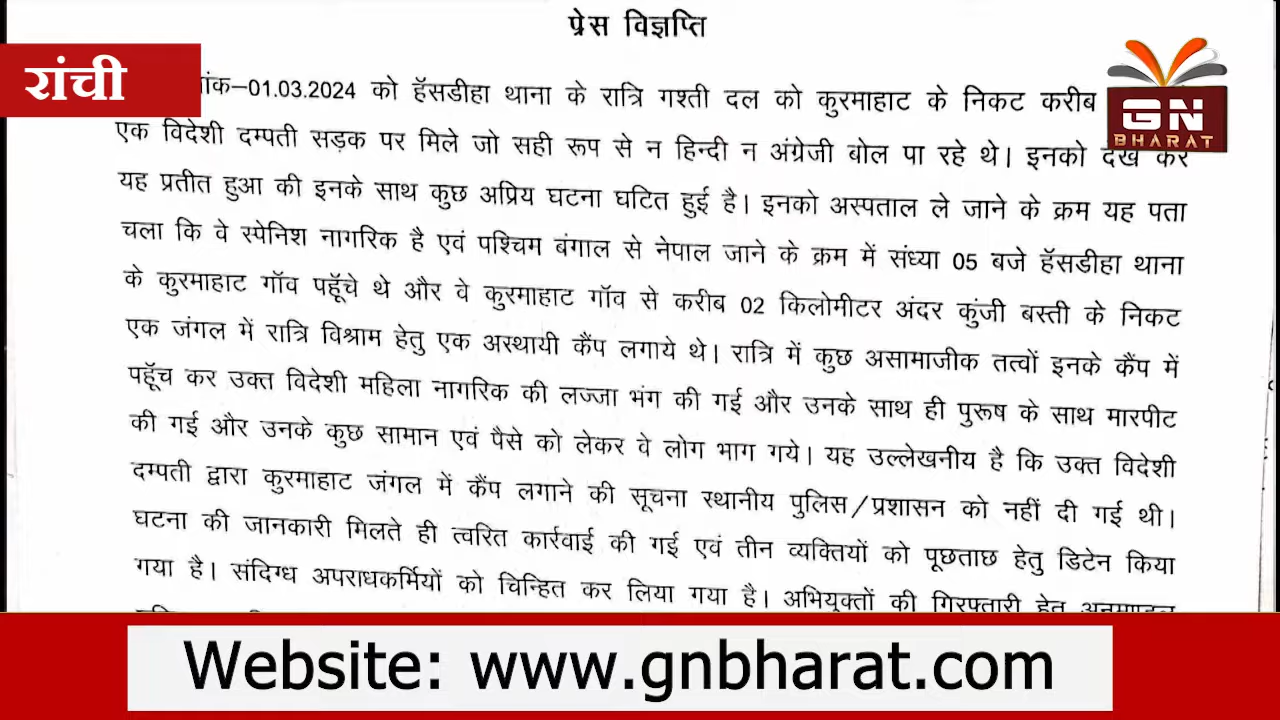 प्रेस विज्ञप्ति
रांची
GN
BHARAT
01.03.2024 को हॅसडीहा थाना के रात्रि गश्ती दल को कुरमाहाट के निकट करीब
एक विदेशी दम्पती सड़क पर मिले जो सही रूप से न हिन्दी न अंग्रेजी बोल पा रहे थे। इनको देख कर
यह प्रतीत हुआ की इनके साथ कुछ अप्रिय घटना घटित हुई है। इनको अस्पताल ले जाने के क्रम यह पता
चला कि वे स्पेनिश नागरिक है एवं पश्चिम बंगाल से नेपाल जाने के क्रम में संध्या 05 बजे हॅसडीहा थाना
के कुरमाहाट गॉव पहूॅचे थे और वे कुरमाहाट गॉव से करीब 02 किलोमीटर अंदर कुंजी बस्ती के निकट
एक जंगल में रात्रि विश्राम हेतु एक अस्थायी कैंप लगाये थे। रात्रि में कुछ असामाजीक तत्वों इनके कैंप में
पहूॅच कर उक्त विदेशी महिला नागरिक की लज्जा भंग की गई और उनके साथ ही पुरूष के साथ मारपीट
की गई और उनके कुछ सामान एवं पैसे को लेकर वे लोग भाग गये। यह उल्लेखनीय है कि उक्त विदेशी
दम्पती द्वारा कुरमाहाट जंगल में कैंप लगाने की सूचना स्थानीय पुलिस/प्रशासन को नहीं दी गई थी।
घटना की जानकारी मिलते ही त्वरित कार्रवाई की गई एवं तीन व्यक्तियों को पूछताछ हेतु डिटेन किया
गया है। संदिग्ध अपराधकर्मियों को चिन्हित कर लिया गया है। अभियुक्तों की गिरफ्तारी हेतु
Website: www.gnbharat.com